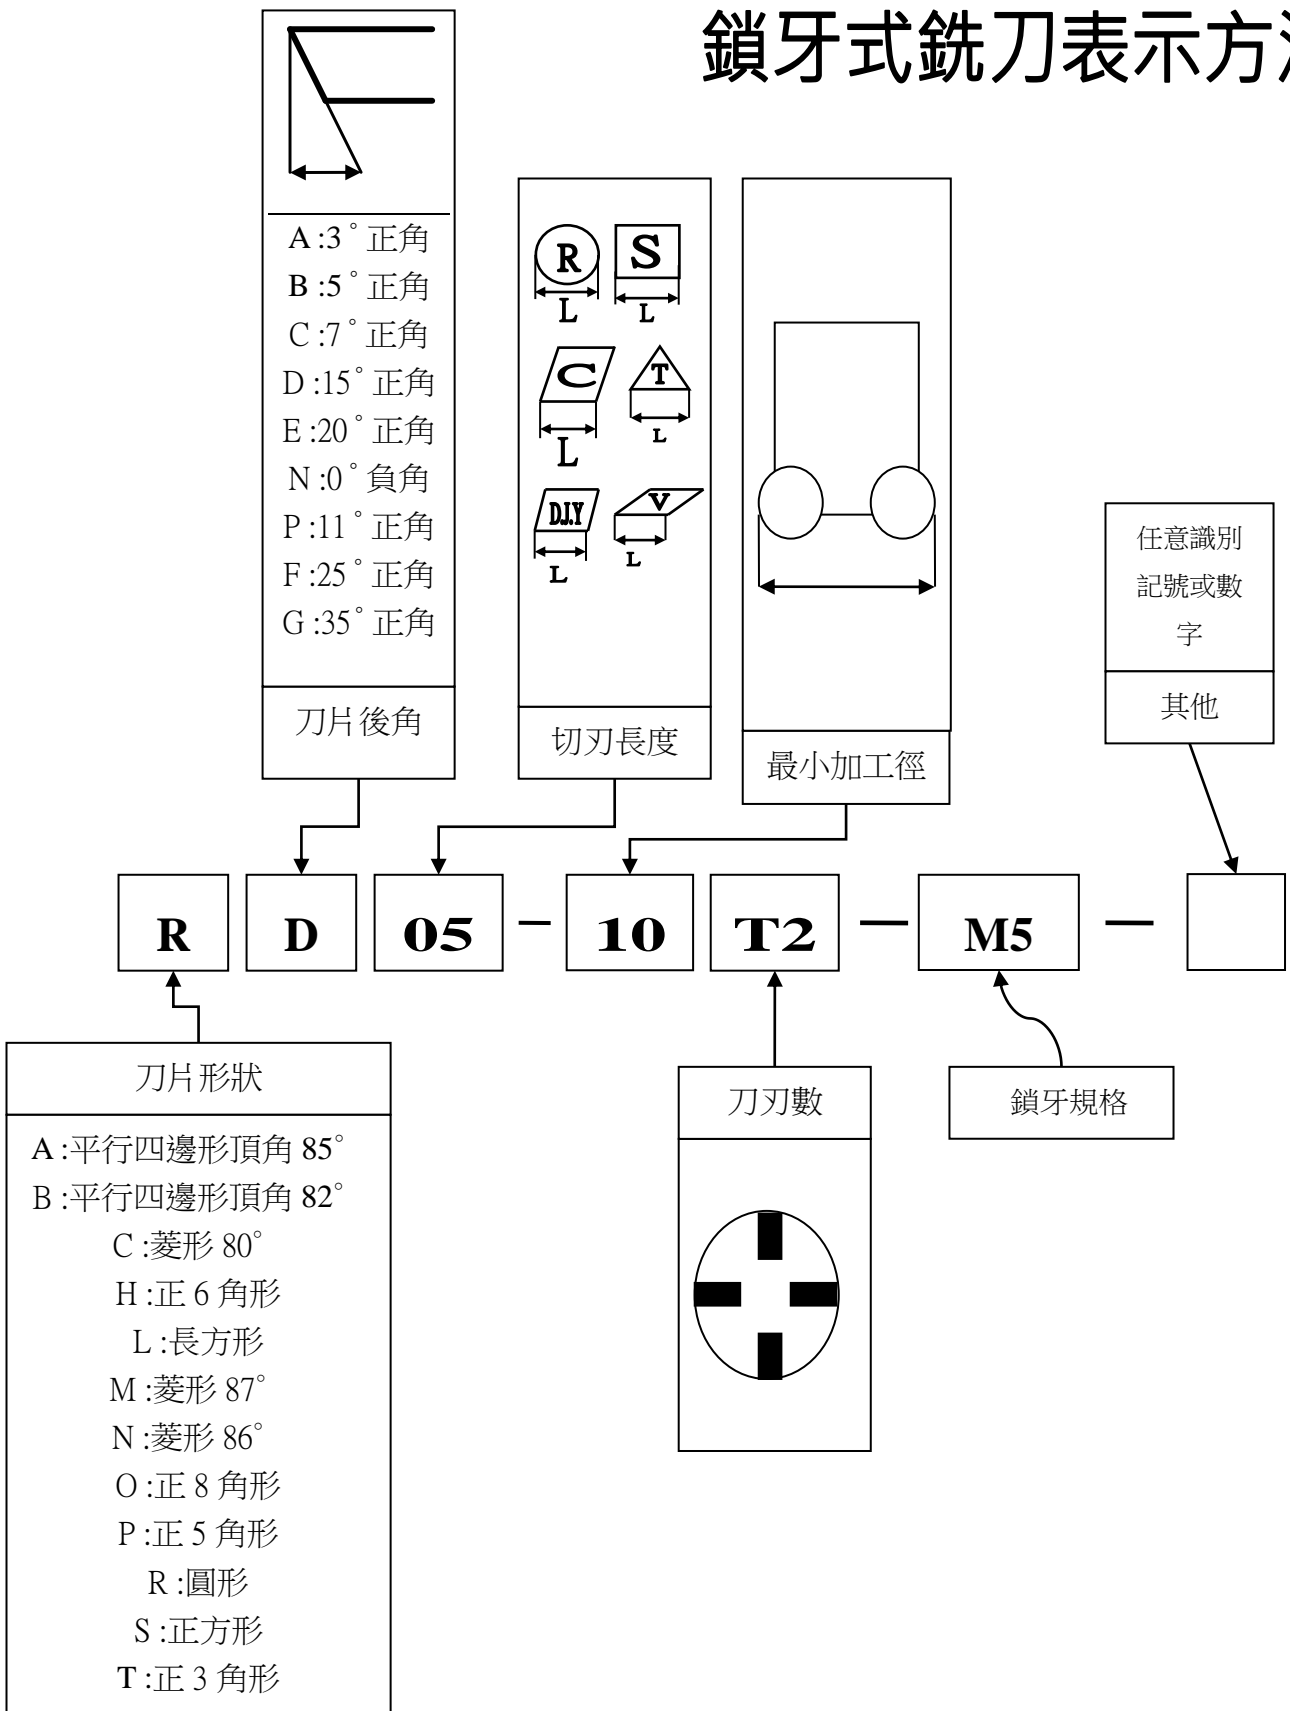 鎖牙式銑刀表示方
A :3°正角
B :5°正角
C :7°正角
D :15°正角
E :20°正角
N :0°負角
P :11°正角
F :25°正角
G :35°正角
刀片後角
R
S
L
L
C
T
L
L
D.J.Y
V
L
L
切刃長度
最小加工徑
任意識別
記號或數
字
其他
R D 05 — 10 T2 — M5 —
刀片形狀
A :平行四邊形頂角 85°
B :平行四邊形頂角 82°
C :菱形 80°
H :正 6 角形
L :長方形
M :菱形 87°
N :菱形 86°
O :正 8 角形
P :正 5 角形
R :圓形
S :正方形
T :正 3 角形
刀刃數
鎖牙規格